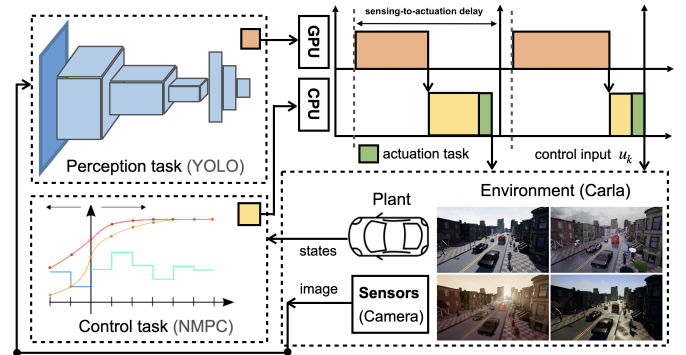 sensing-to-actuation delay
GPU
CPU
Perception task (YOLO)
actuation task
control input u_k
Plant
Environment (Carla)
states
image
Sensors
(Camera)
Control task (NMPC)